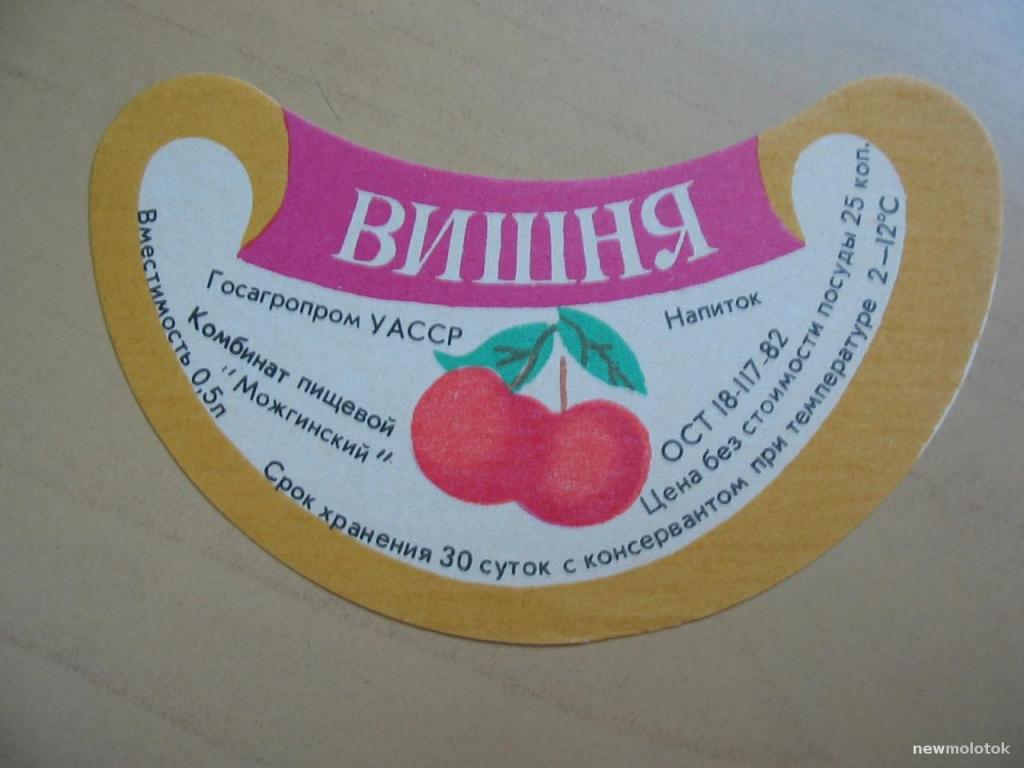 ВИШНЯ
Госагропром УАССР
Комбинат пищевой
"Можгинский"
Вместимость 0,5л
Напиток
ОСТ 18-117-82
Цена без стоимости посуды 25 коп.
Срок хранения 30 суток с консервантом при температуре 2—12°С
newmolotok